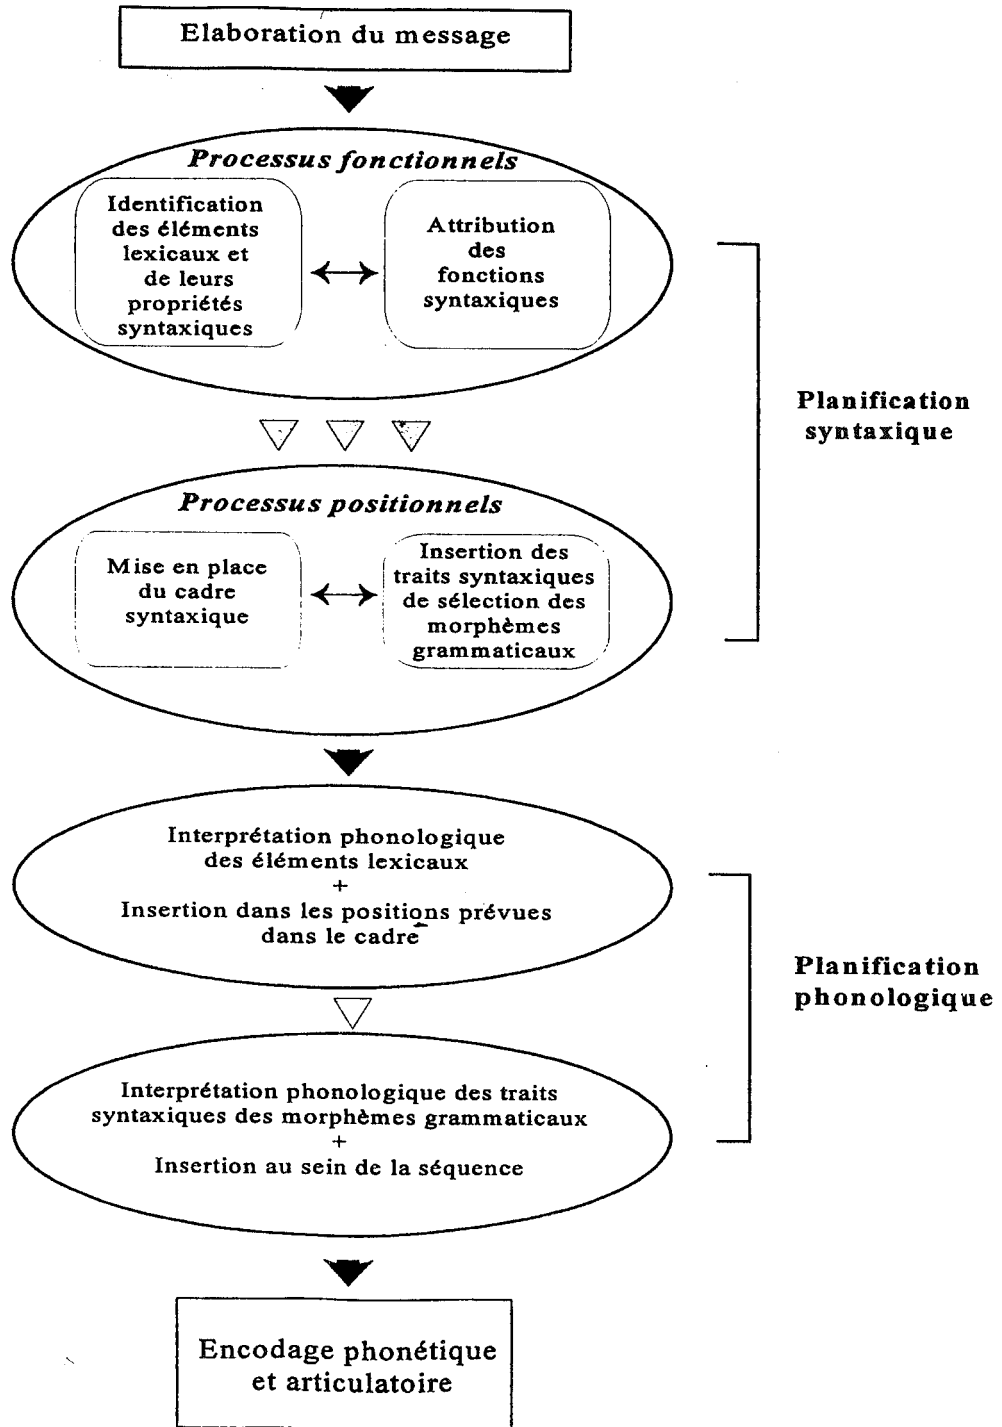 Elaboration du message
Processus fonctionnels
Identification
des éléments
lexicaux et
de leurs
propriétés
syntaxiques
Attribution
des
fonctions
syntaxiques
Planification
syntaxique
Processus positionnels
Mise en place
du cadre
syntaxique
Insertion des
traits syntaxiques
de sélection des
morphèmes
grammaticaux
Interprétation phonologique
des éléments lexicaux
+
Insertion dans les positions prévues
dans le cadre
Planification
phonologique
Interprétation phonologique des traits
syntaxiques des morphèmes grammaticaux
+
Insertion au sein de la séquence
Encodage phonétique
et articulatoire